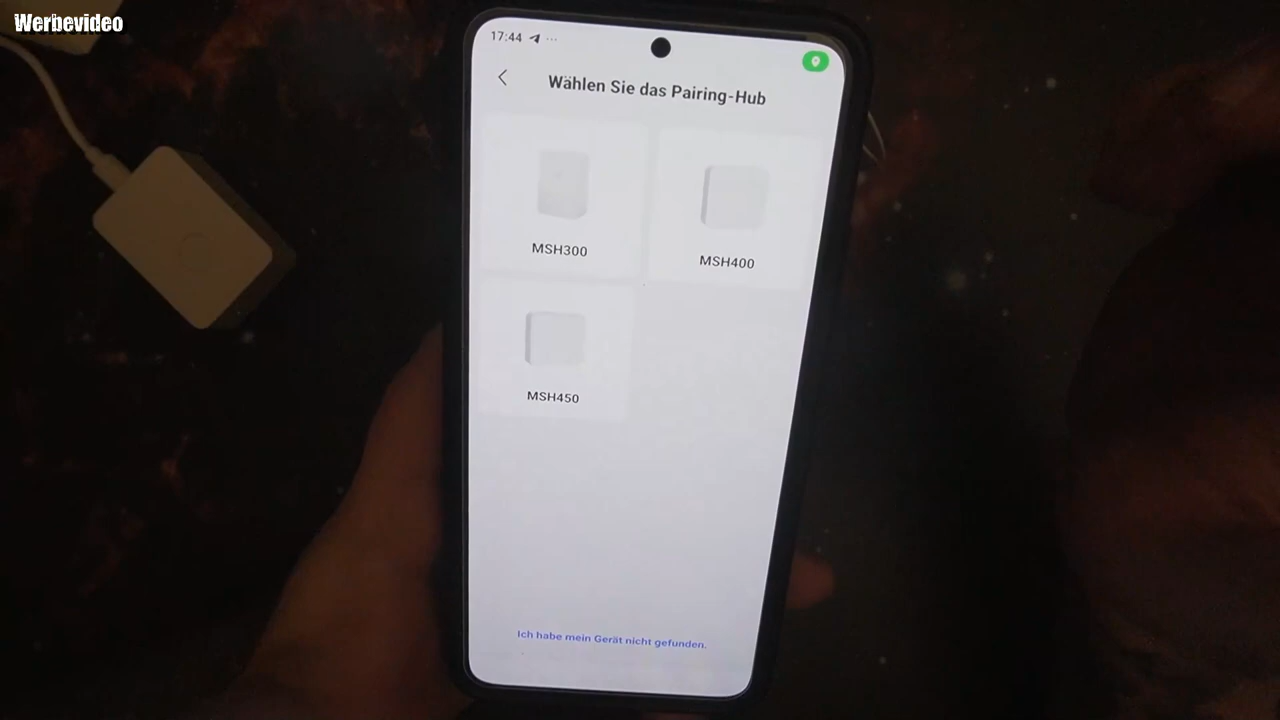 Werbevideo
17:44
Wählen Sie das Pairing-Hub
MSH300
MSH400
MSH450
Ich habe mein Gerät nicht gefunden.